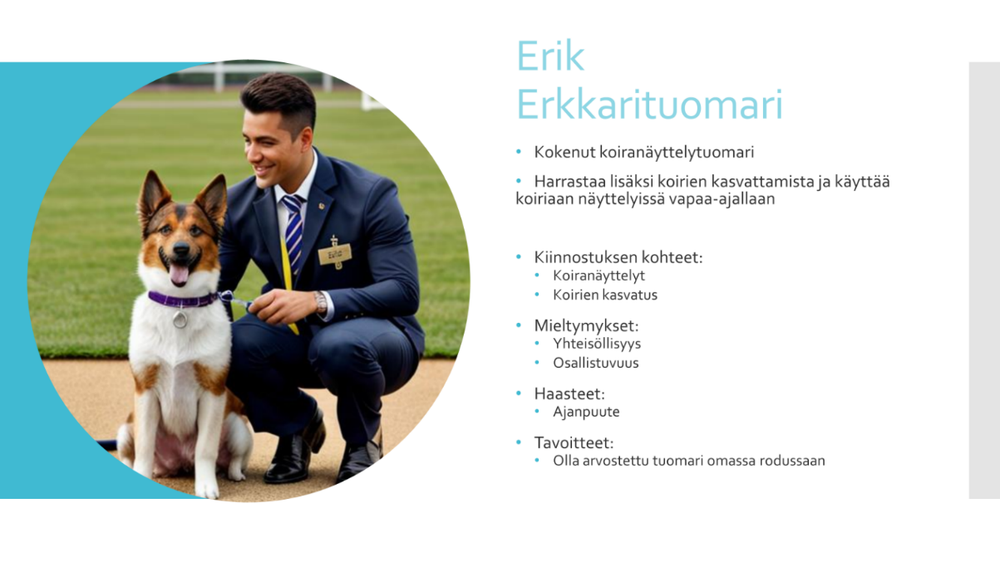 Erik
Erkkarituomari
• Kokenut koiranäyttelytuomari
• Harrastaa lisäksi koirien kasvattamista ja käyttää
koiriaan näyttelyissä vapaa-ajallaan
• Kiinnostuksen kohteet:
• Koiranäyttelyt
• Koirien kasvatus
• Mieltymykset:
• Yhteisöllisyys
• Osallistuvuus
• Haasteet:
• Ajanpuute
• Tavoitteet:
• Olla arvostettu tuomari omassa rodussaan